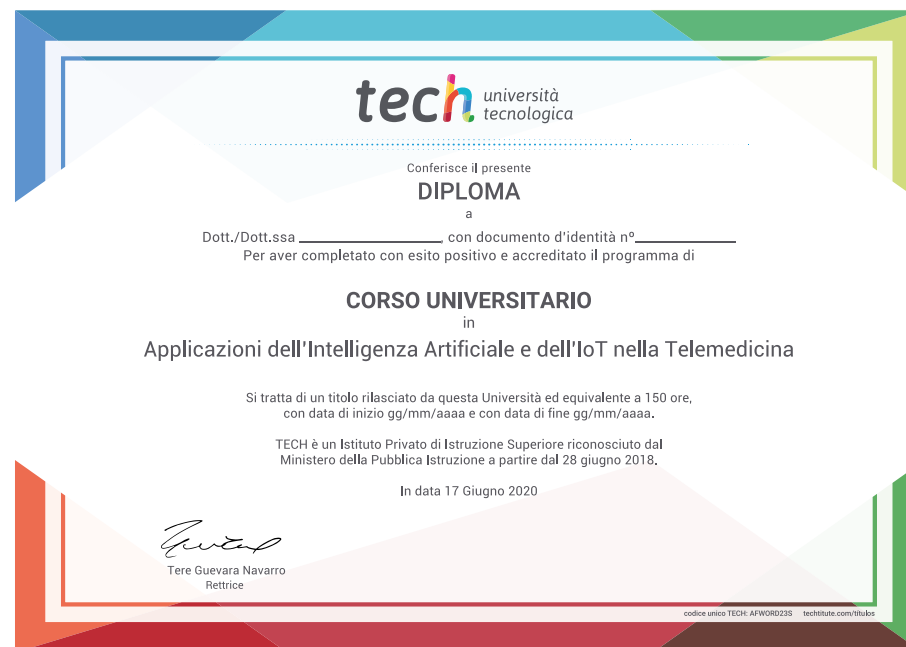 tech università
tecnologica
Conferisce il presente
DIPLOMA
a
Dott./Dott.ssa ____________________, con documento d'identità nº______________
Per aver completato con esito positivo e accreditato il programma di
CORSO UNIVERSITARIO
in
Applicazioni dell'Intelligenza Artificiale e dell'IoT nella Telemedicina
Si tratta di un titolo rilasciato da questa Università ed equivalente a 150 ore,
con data di inizio gg/mm/aaaa e con data di fine gg/mm/aaaa.
TECH è un Istituto Privato di Istruzione Superiore riconosciuto dal
Ministero della Pubblica Istruzione a partire dal 28 giugno 2018.
In data 17 Giugno 2020
Tere Guevara Navarro
Rettrice
codice unico TECH: AFWORD23S techtitute.com/titulos